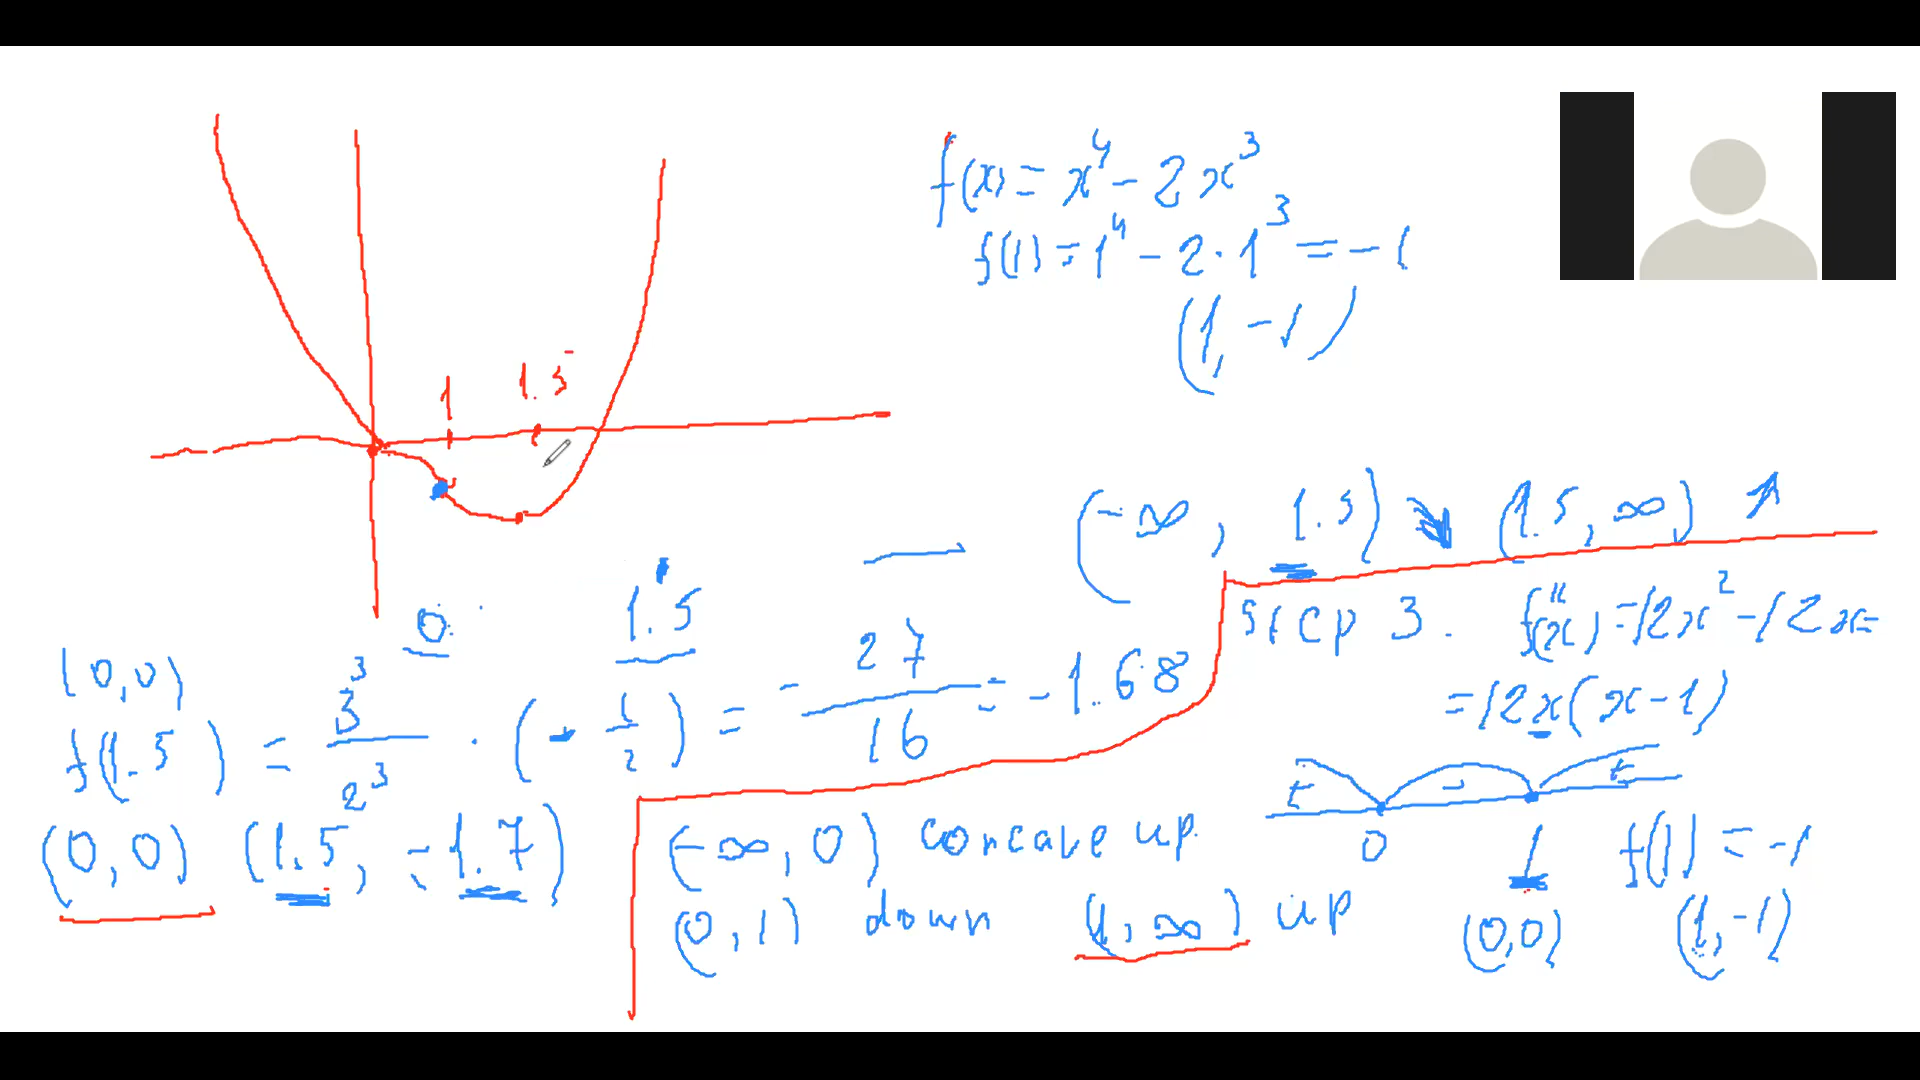 f(x) = x⁴ - 2x³
f(1) = 1⁴ - 2·1³ = -1
(1, -1)
1 1.5
(-∞, 1.5) ↘ (1.5, ∞) ↗
0 1.5
(0,0)
f(1.5) = 3³/2³ · (-1/2) = -27/16 = -1.68
(0,0) (1.5, -1.7)
step 3. f''(x) = 12x² - 12x =
= 12x(x-1)
+ - +
0 1 f(1) = -1
(0,0) (1,-1)
(-∞, 0) concave up
(0,1) down (1,∞) up